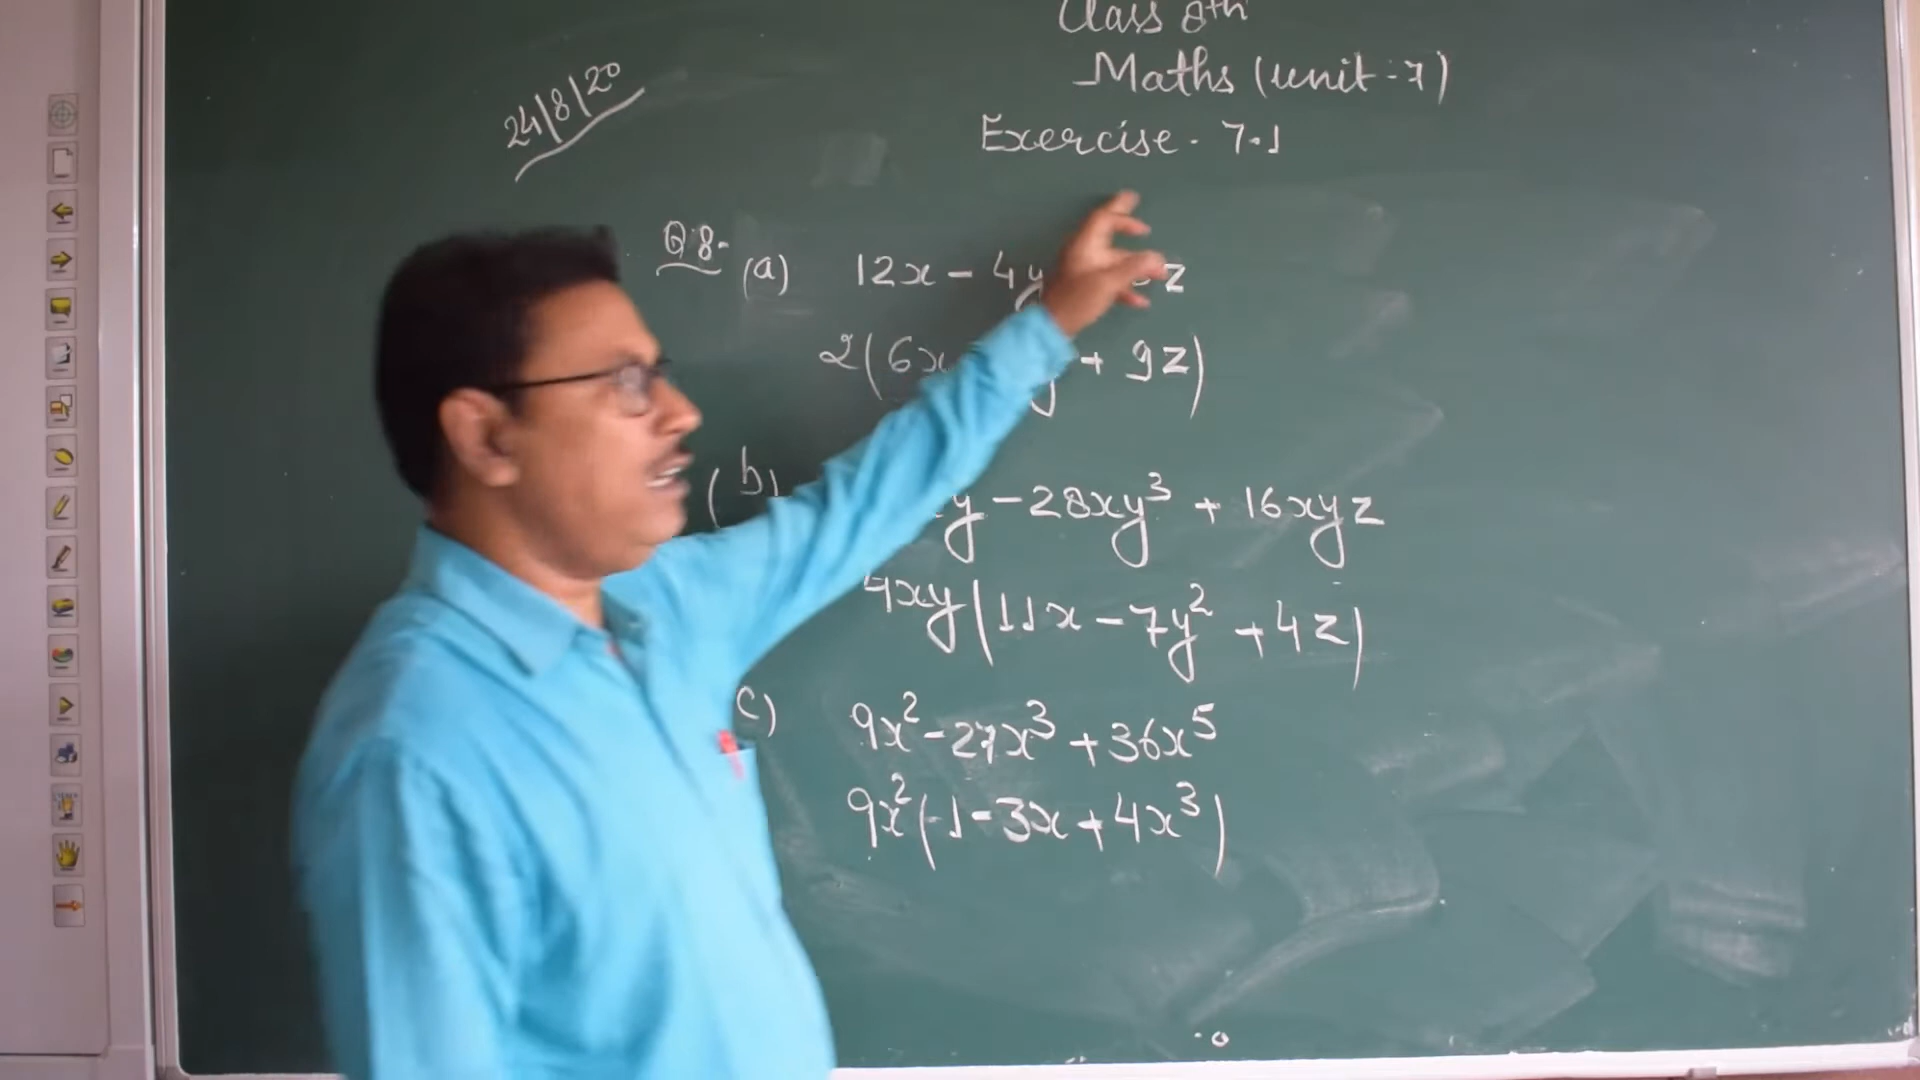 Class 8th
Maths (unit-7)
24/8/20
Exercise - 7.1
Q8- (a) 12x - 4y z
2(6x y + 9z)
(b) y - 28xy³ + 16xyz
4xy(11x - 7y² + 4z)
c) 9x² - 27x³ + 36x⁵
9x²(1 - 3x + 4x³)